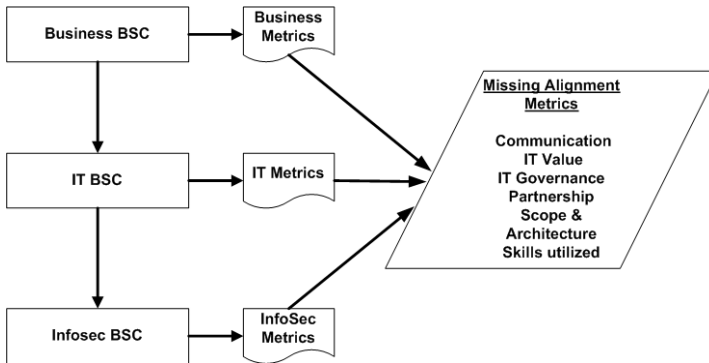 Business BSC
Business
Metrics
Missing Alignment
Metrics
Communication
IT Value
IT Governance
Partnership
Scope &
Architecture
Skills utilized
IT BSC
IT Metrics
Infosec BSC
InfoSec
Metrics